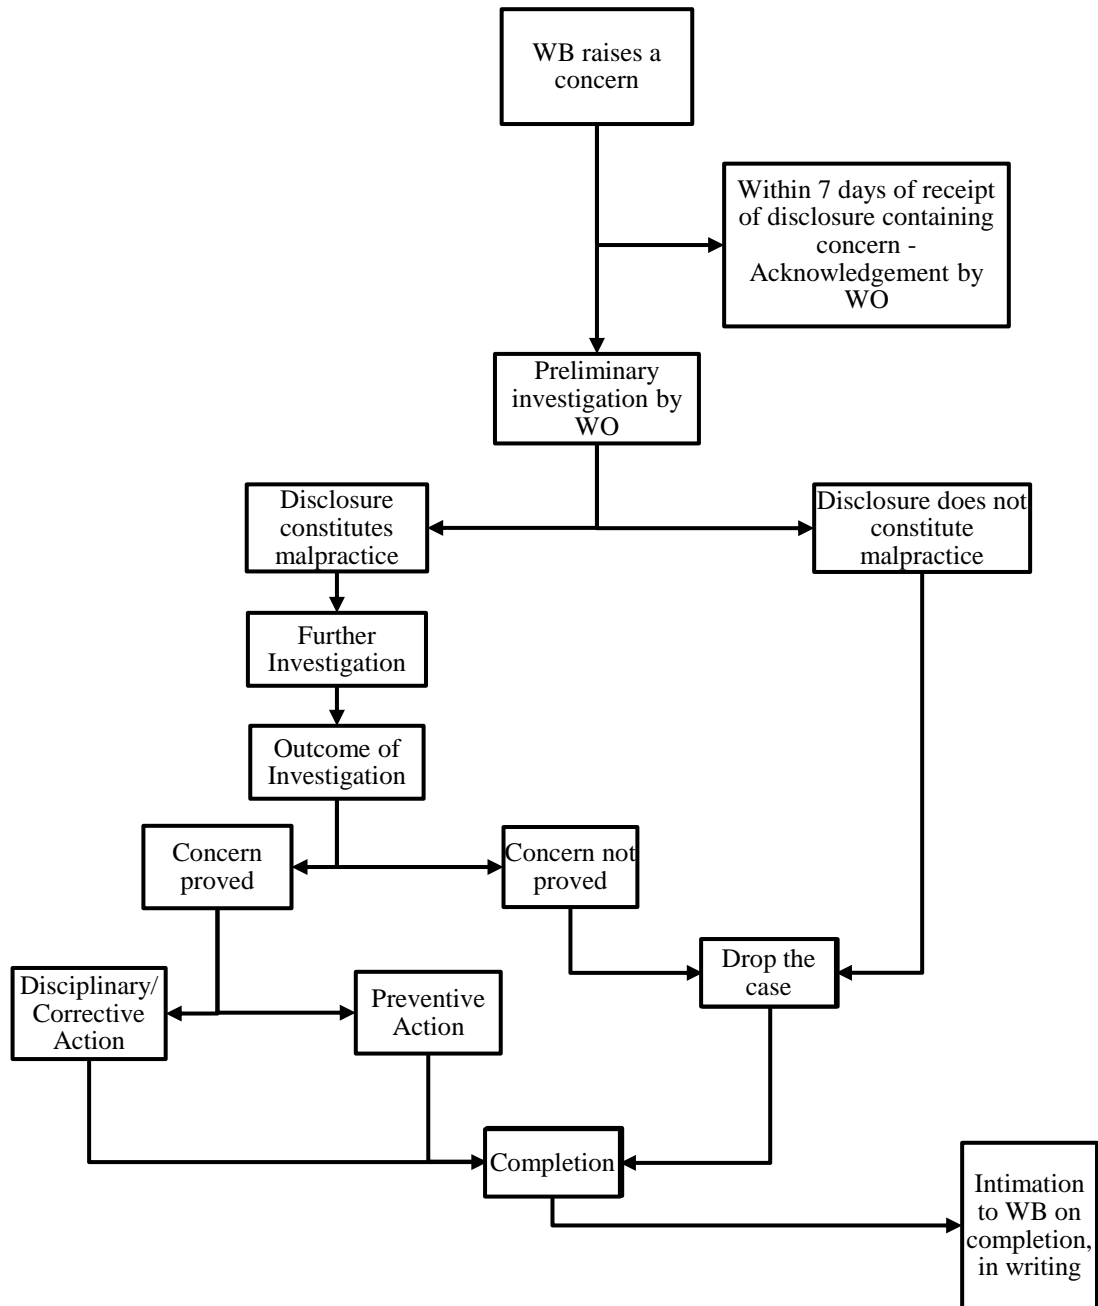 WB raises a
concern
Within 7 days of receipt
of disclosure containing
concern -
Acknowledgement by
WO
Preliminary
investigation by
WO
Disclosure
constitutes
malpractice
Disclosure does not
constitute
malpractice
Further
Investigation
Outcome of
Investigation
Concern
proved
Concern not
proved
Drop the
case
Disciplinary/
Corrective
Action
Preventive
Action
Completion
Intimation
to WB on
completion,
in writing